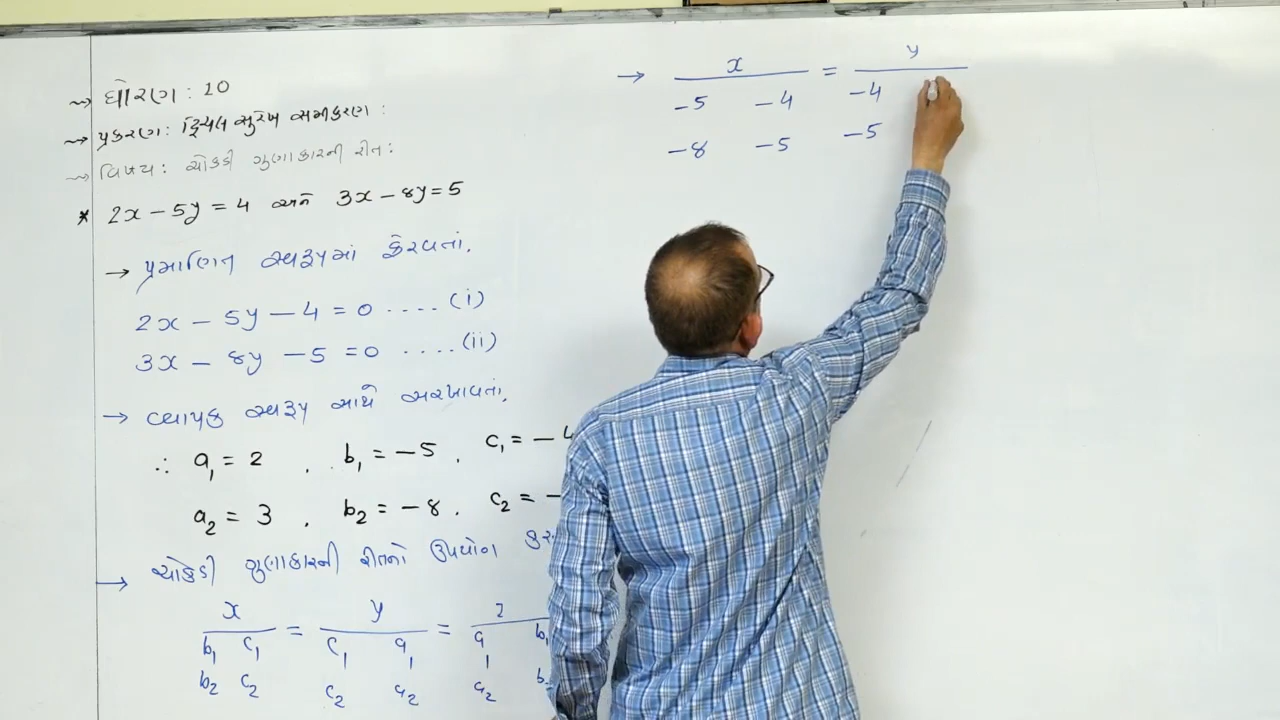 ધોરણ : 10
પ્રકરણ : દ્વિચલ સુરેખ સમીકરણ :
વિષય : ચોકડી ગુણાકારની રીત :
* 2x – 5y = 4 અને 3x – 8y = 5
→ પ્રમાણિત સ્વરૂપમાં ફેરવતાં.
2x – 5y – 4 = 0 .... (i)
3x – 8y – 5 = 0 .... (ii)
→ વ્યાપક સ્વરૂપ સાથે સરખાવતાં.
∴ a₁ = 2 , b₁ = –5 , c₁ = – 4
a₂ = 3 , b₂ = –8 , c₂ = –
→ ચોકડી ગુણાકારની રીતનો ઉપયોગ
x = y =
b₁ c₁ c₁ a₁ a₁ b₁
b₂ c₂ c₂ a₂ a₂ b₂
→ x = y
–5 –4 –4
–8 –5 –5